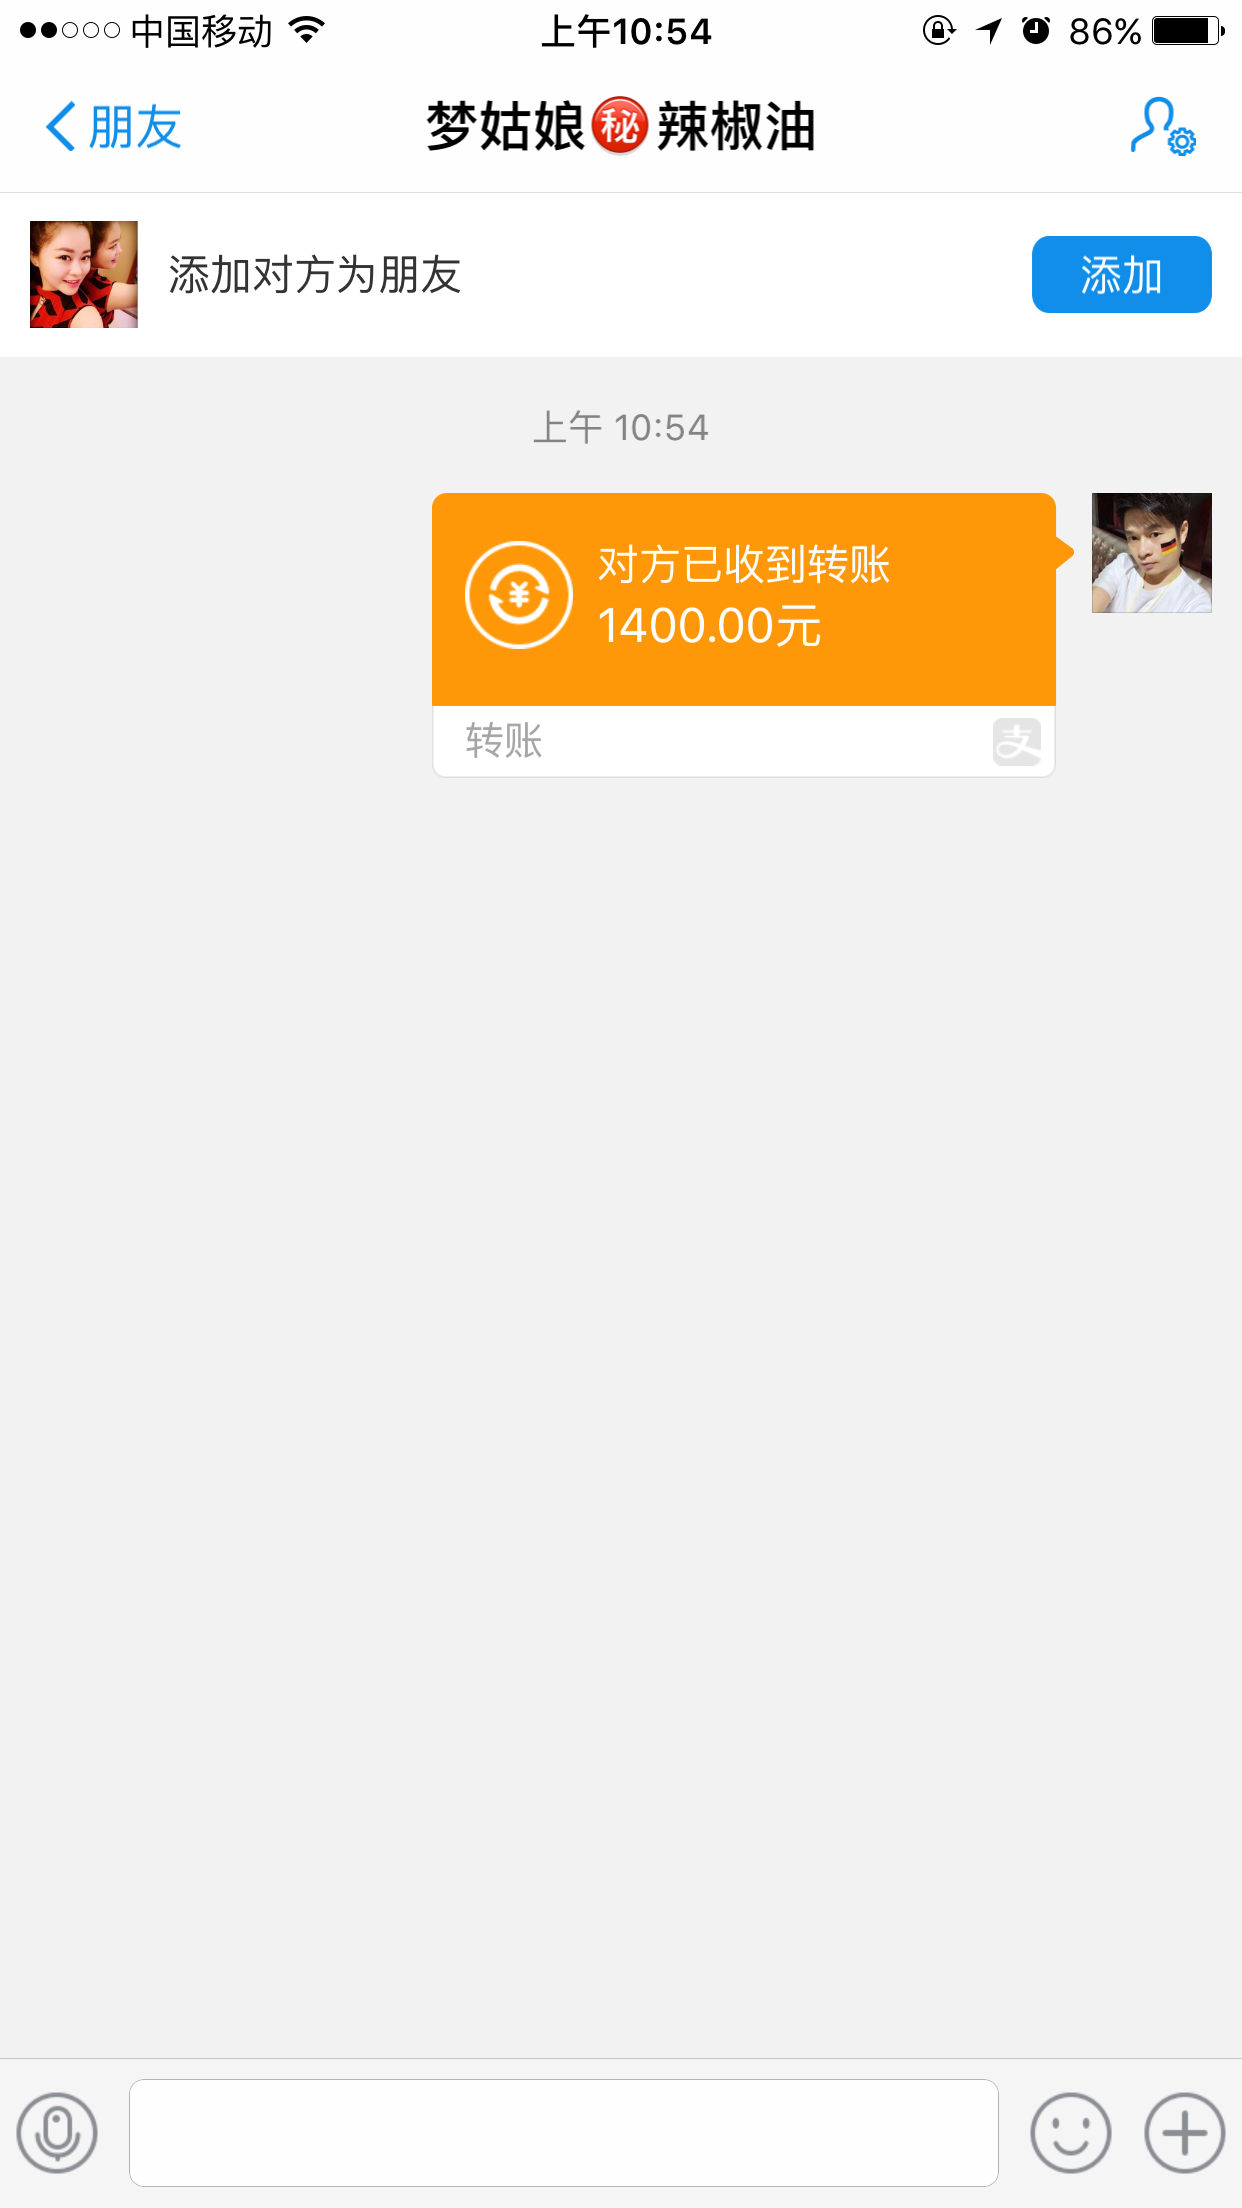 中国移动 上午10:54 86%
朋友 梦姑娘㊙辣椒油
添加对方为朋友 添加
上午 10:54
对方已收到转账
1400.00元
转账 支